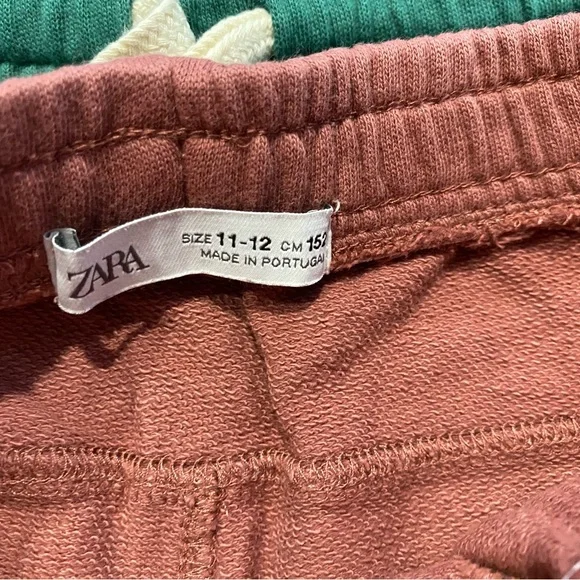 ZARA
SIZE 11-12 CM 152
MADE IN PORTUGAL